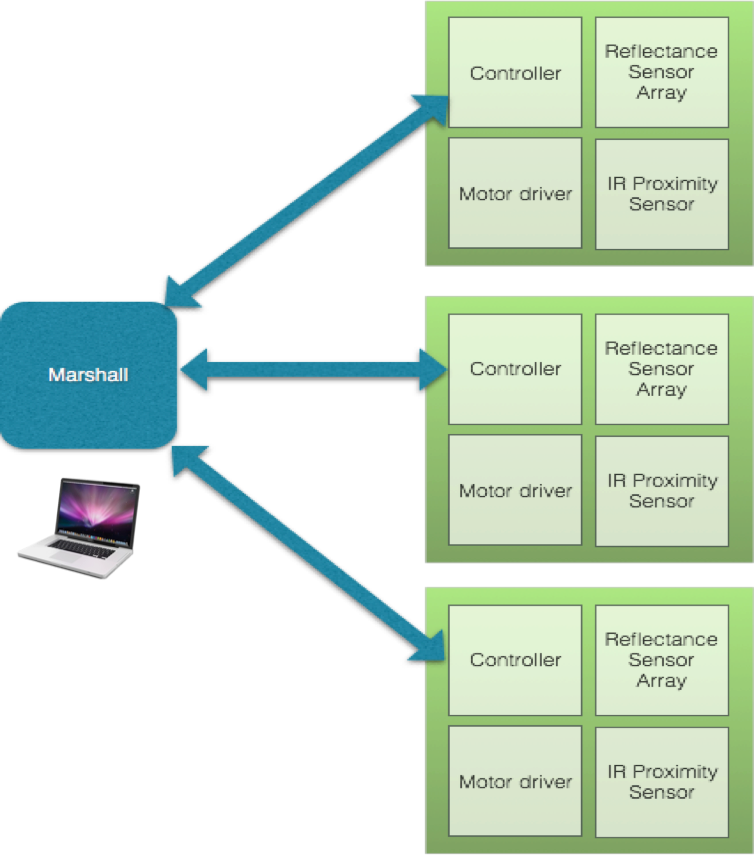 Controller
Reflectance
Sensor
Array
Motor driver
IR Proximity
Sensor
Marshall
Controller
Reflectance
Sensor
Array
Motor driver
IR Proximity
Sensor
Controller
Reflectance
Sensor
Array
Motor driver
IR Proximity
Sensor